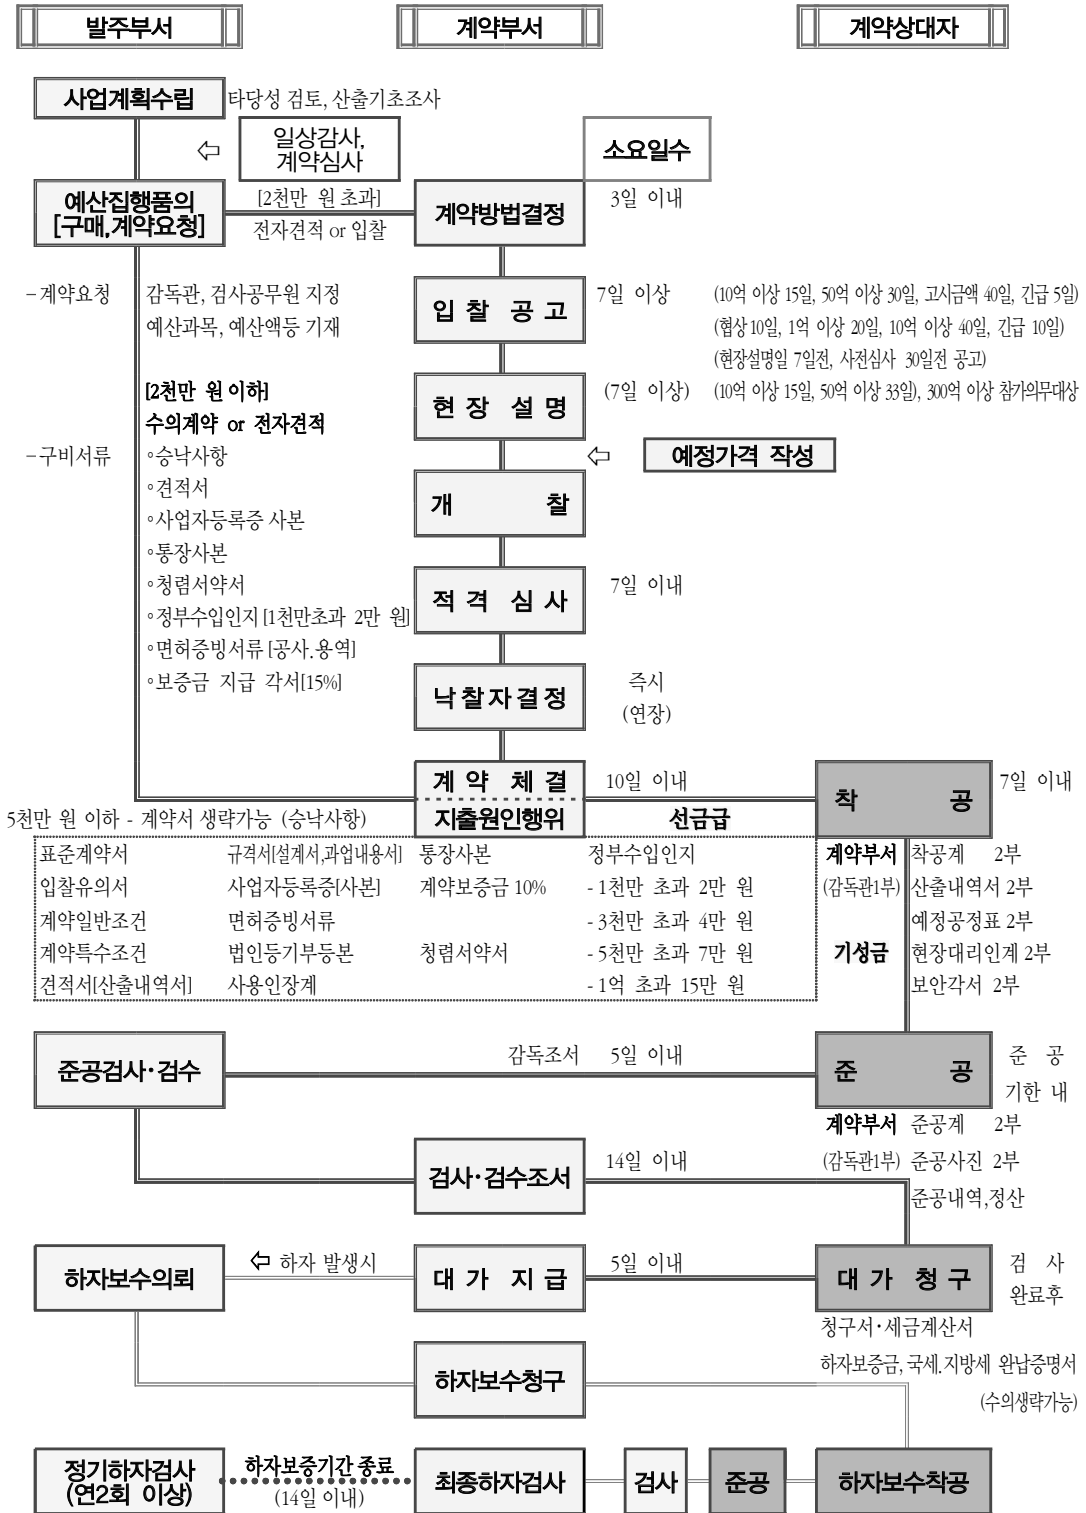 발주부서 계약부서 계약상대자
사업계획수립 타당성 검토, 산출기초조사
일상감사,
계약심사
⇦
소요일수
예산집행품의
[구매,계약요청]
[2천만 원 초과]
전자견적 or 입찰
계약방법결정 3일 이내
-계약요청 감독관, 검사공무원 지정
예산과목, 예산액등 기재
입 찰 공 고 7일 이상 (10억 이상 15일, 50억 이상 30일, 고시금액 40일, 긴급 5일)
(협상10일, 1억 이상 20일, 10억 이상 40일, 긴급 10일)
(현장설명일 7일전, 사전심사 30일전 공고)
[2천만 원 이하]
수의계약 or 전자견적
현 장 설 명 (7일 이상) (10억 이상 15일, 50억 이상 33일), 300억 이상 참가의무대상
-구비서류 ◦승낙사항
◦견적서
◦사업자등록증 사본
◦통장사본
◦청렴서약서
◦정부수입인지[1천만초과 2만 원]
◦면허증빙서류[공사.용역]
◦보증금 지급 각서[15%]
⇦ 예정가격 작성
개 찰
적 격 심 사 7일 이내
낙찰자결정 즉시
(연장)
계 약 체 결 10일 이내
지출원인행위 선금급
착 공 7일 이내
5천만 원 이하 - 계약서 생략가능 (승낙사항)
표준계약서 규격서[설계서,과업내용서] 통장사본 정부수입인지
입찰유의서 사업자등록증[사본] 계약보증금 10% - 1천만 초과 2만 원
계약일반조건 면허증빙서류 - 3천만 초과 4만 원
계약특수조건 법인등기부등본 청렴서약서 - 5천만 초과 7만 원
견적서[산출내역서] 사용인장계 - 1억 초과 15만 원
계약부서 착공계 2부
(감독관1부) 산출내역서 2부
예정공정표 2부
기성금 현장대리인계 2부
보안각서 2부
준공검사·검수 감독조서 5일 이내 준 공 준 공
기한 내
계약부서 준공계 2부
(감독관1부) 준공사진 2부
준공내역,정산
검사·검수조서 14일 이내
하자보수의뢰 ⇦ 하자 발생시 대 가 지 급 5일 이내 대 가 청 구 검 사
완료후
청구서·세금계산서
하자보증금, 국세.지방세 완납증명서
(수의생략가능)
하자보수청구
정기하자검사
(연2회 이상)
하자보증기간 종료
(14일 이내)
최종하자검사 검사 준공 하자보수착공